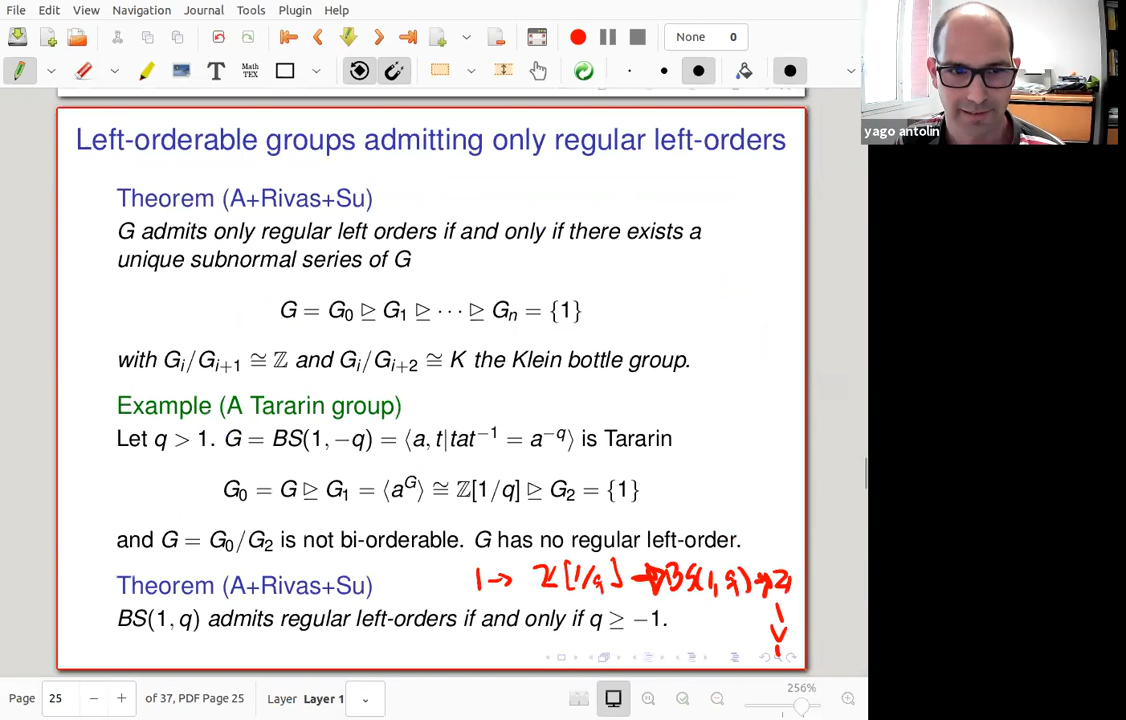 File Edit View Navigation Journal Tools Plugin Help
None 0
T MATH TEX
yago antolin
Left-orderable groups admitting only regular left-orders
Theorem (A+Rivas+Su)
G admits only regular left orders if and only if there exists a
unique subnormal series of G
G = G₀ ⊵ G₁ ⊵ ⋯ ⊵ Gₙ = {1}
with Gᵢ/Gᵢ₊₁ ≅ ℤ and Gᵢ/Gᵢ₊₂ ≅ K the Klein bottle group.
Example (A Tararin group)
Let q > 1. G = BS(1, −q) = ⟨a, t|tat⁻¹ = a^{−q}⟩ is Tararin
G₀ = G ⊵ G₁ = ⟨a^G⟩ ≅ ℤ[1/q] ⊵ G₂ = {1}
and G = G₀/G₂ is not bi-orderable. G has no regular left-order.
1 → ℤ[1/q] → BS(1, q) → ℤ
↓
1
Theorem (A+Rivas+Su)
BS(1, q) admits regular left-orders if and only if q ≥ −1.
Page 25 of 37, PDF Page 25 Layer Layer 1 256%